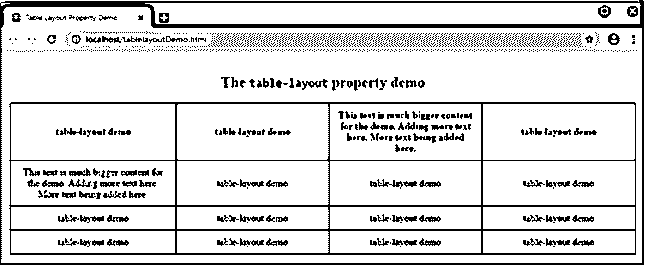 Table Layout Property Demo
localhost/tablelayoutDemo.html
The table-layout property demo
table-layout demo
table-layout demo
This text is much bigger content
for the demo. Adding more text
here. More text being added
here.
table-layout demo
This text is much bigger content for
the demo. Adding more text here
More text being added here
table-layout demo
table-layout demo
table-layout demo
table-layout demo
table-layout demo
table-layout demo
table-layout demo
table-layout demo
table-layout demo
table-layout demo
table-layout demo